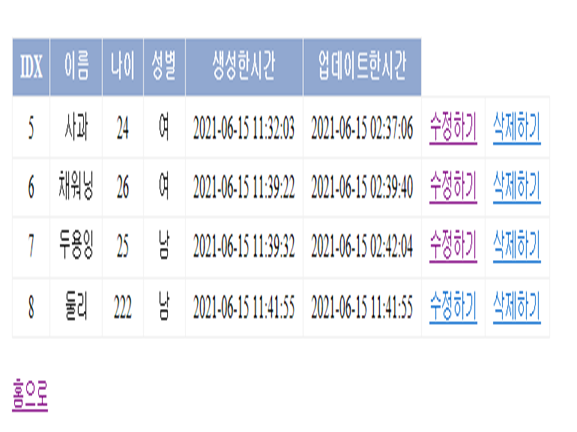 IDX 이름 나이 성별 생성한시간 업데이트한시간
5 사과 24 여 2021-06-15 11:32:03 2021-06-15 02:37:06 수정하기 삭제하기
6 채워닝 26 여 2021-06-15 11:39:22 2021-06-15 02:39:40 수정하기 삭제하기
7 두용잉 25 남 2021-06-15 11:39:32 2021-06-15 02:42:04 수정하기 삭제하기
8 둘리 222 남 2021-06-15 11:41:55 2021-06-15 11:41:55 수정하기 삭제하기
홈으로